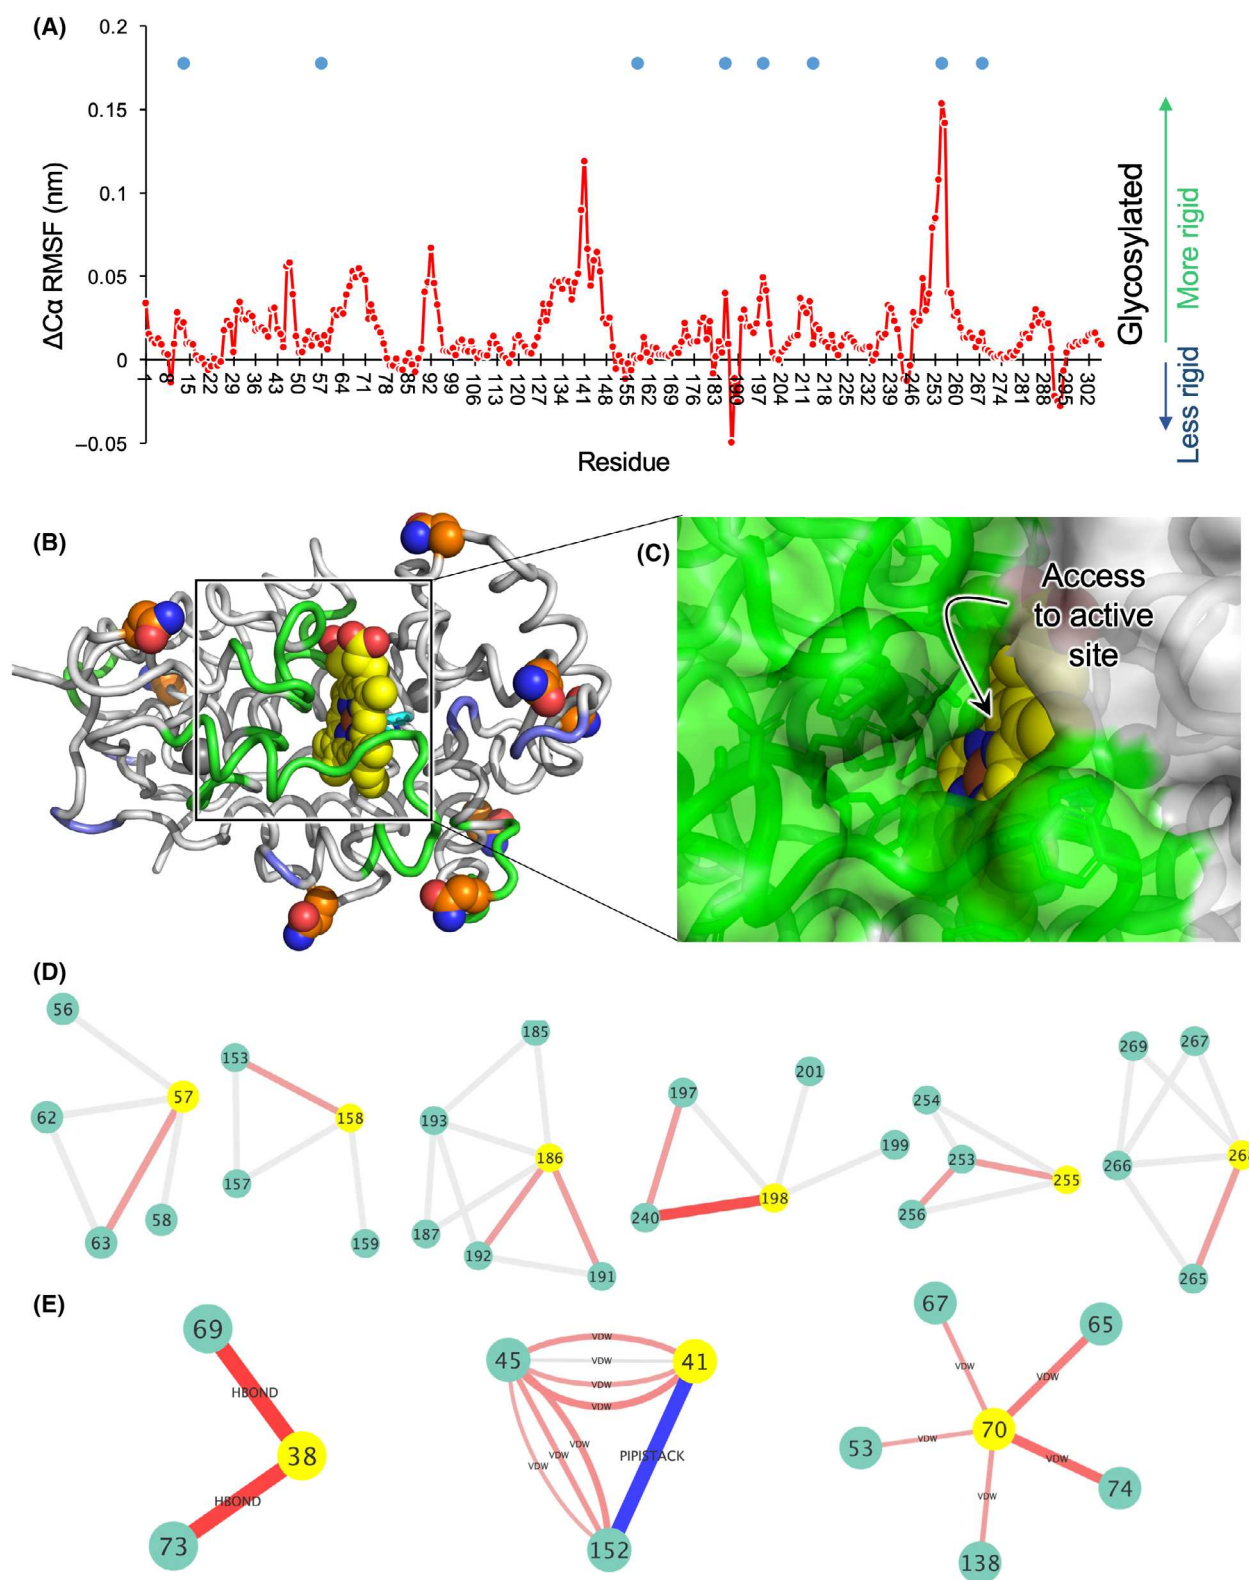 (A)
0.2
0.15
0.1
0.05
0
−0.05
ΔCα RMSF (nm)
1 8 15 22 29 36 43 50 57 64 71 78 85 92 99 106 113 120 127 134 141 148 155 162 169 176 183 190 197 204 211 218 225 232 239 246 253 260 267 274 281 288 295 302
Residue
Glycosylated
More rigid
Less rigid
(B)
(C)
Access
to active
site
(D)
56
57
62
58
63
153
158
157
159
185
193
186
187
192
191
197
201
199
198
240
254
253
255
256
269
267
266
265
(E)
69
HBOND
38
HBOND
73
45
VDW
VDW
VDW
VDW
41
VDW
VDW
VDW
PIPISTACK
152
67
65
VDW
VDW
70
53
VDW
VDW
74
VDW
138